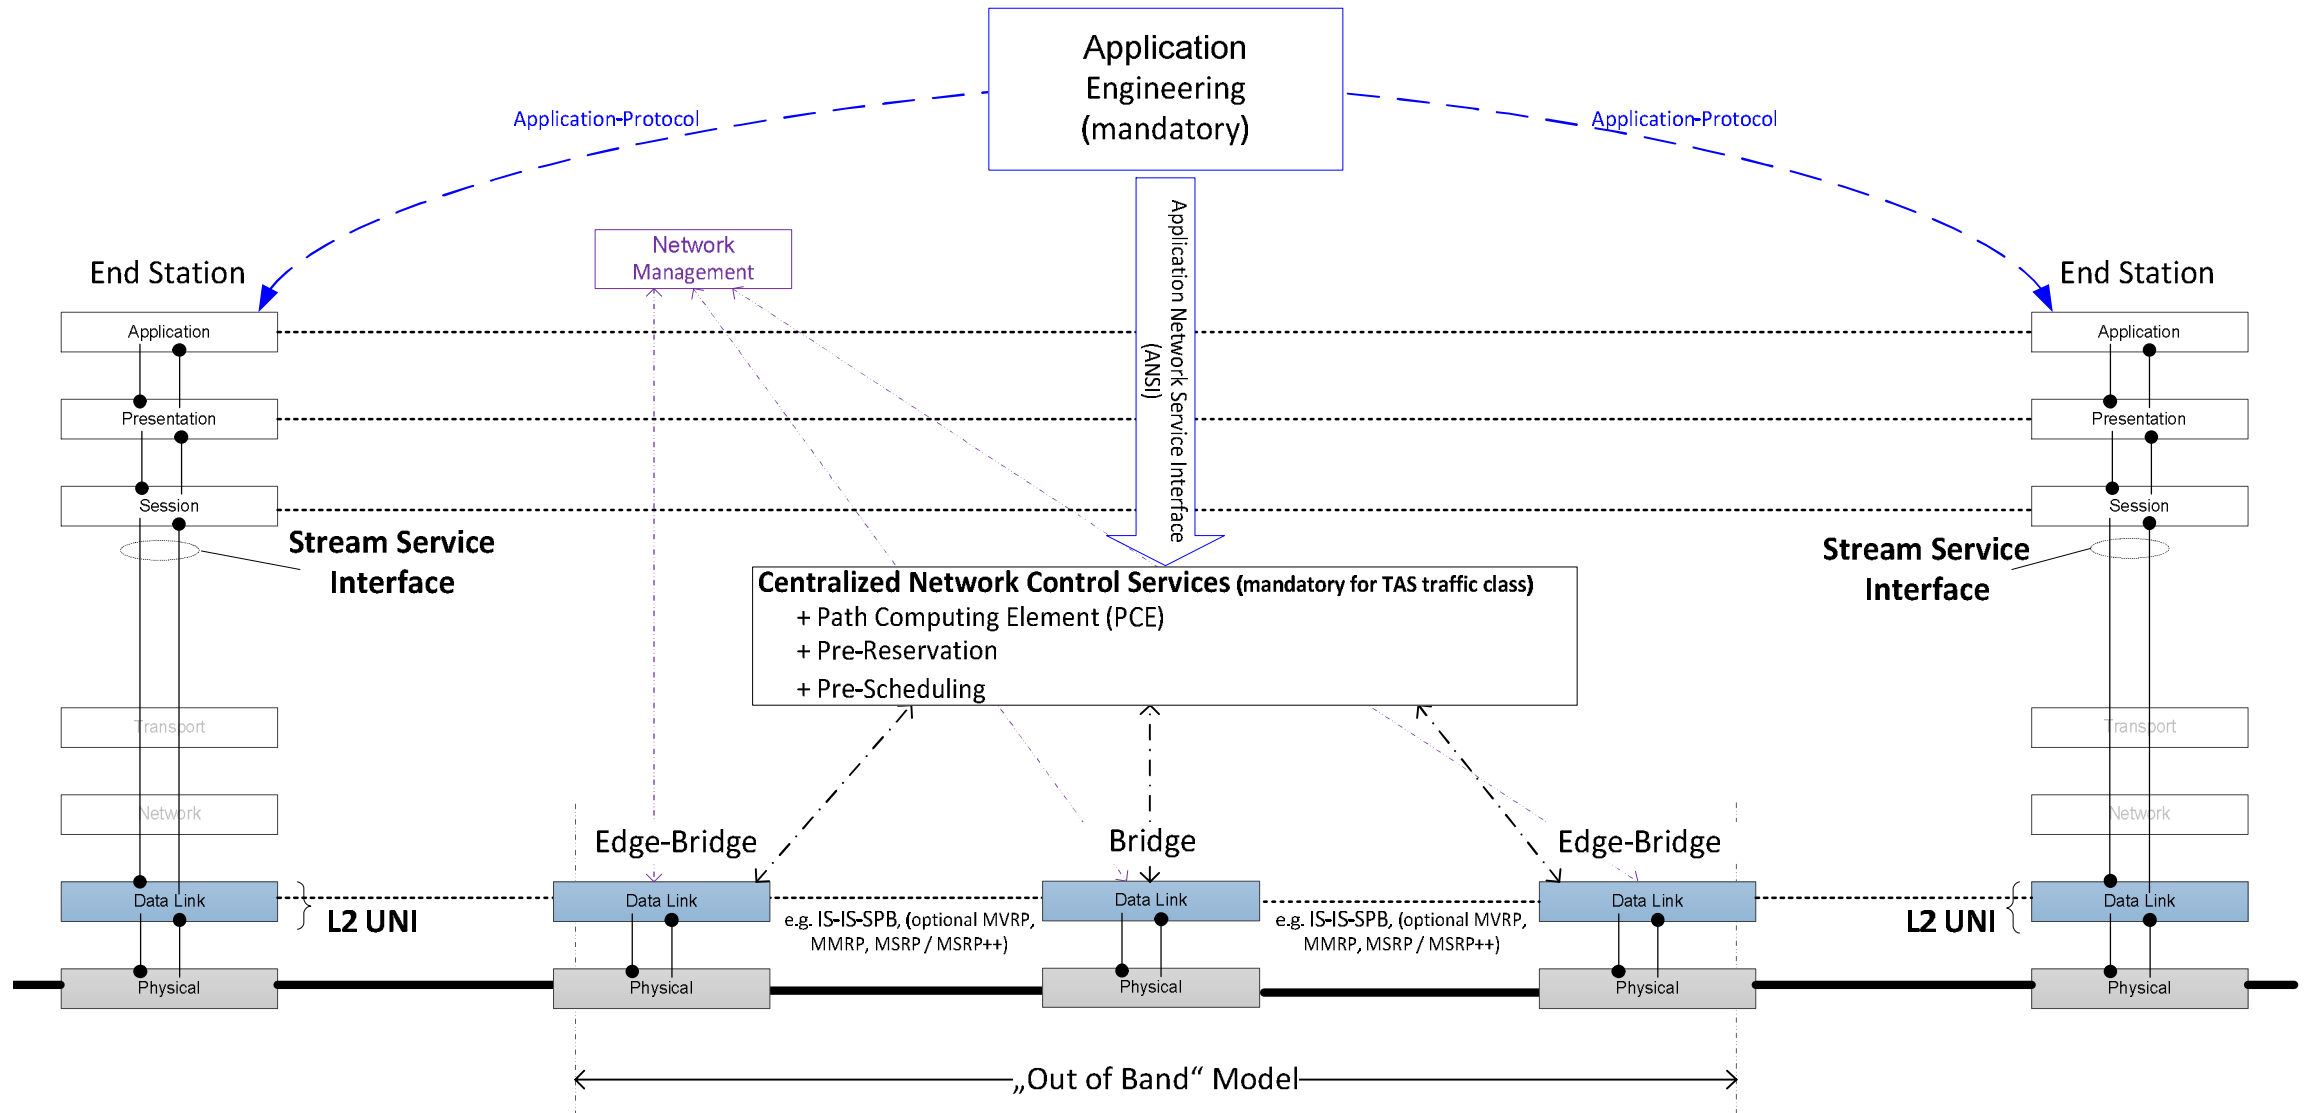 Application
Engineering
(mandatory)
Application-Protocol
Application-Protocol
Application Network Service Interface
(ANSI)
Network
Management
End Station
End Station
Application
Application
Presentation
Presentation
Session
Session
Stream Service
Interface
Stream Service
Interface
Centralized Network Control Services (mandatory for TAS traffic class)
+ Path Computing Element (PCE)
+ Pre-Reservation
+ Pre-Scheduling
Transport
Transport
Network
Network
Edge-Bridge
Bridge
Edge-Bridge
Data Link
L2 UNI
Data Link
e.g. IS-IS-SPB, (optional MVRP,
MMRP, MSRP / MSRP++)
Data Link
e.g. IS-IS-SPB, (optional MVRP,
MMRP, MSRP / MSRP++)
Data Link
L2 UNI
Data Link
Physical
Physical
Physical
Physical
Physical
„Out of Band“ Model